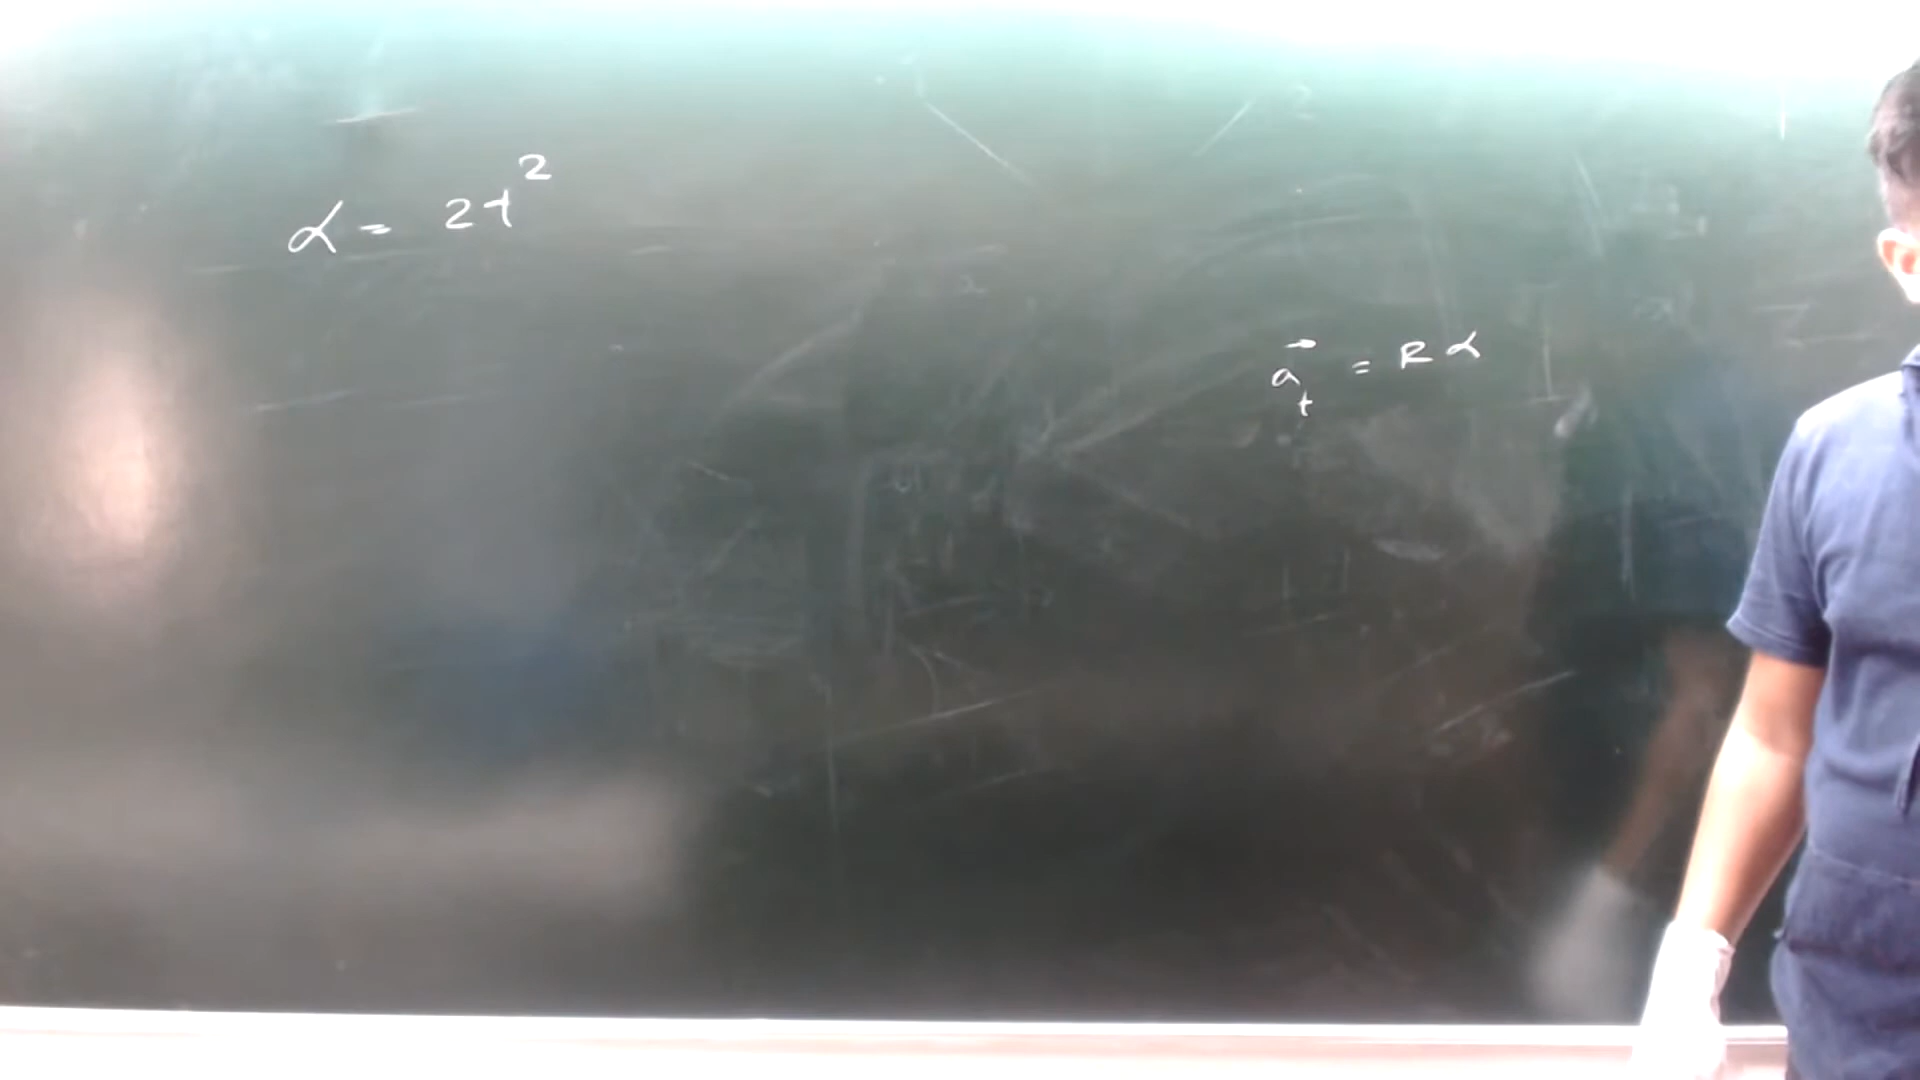 α = 2t²
a⃗ₜ = Rα